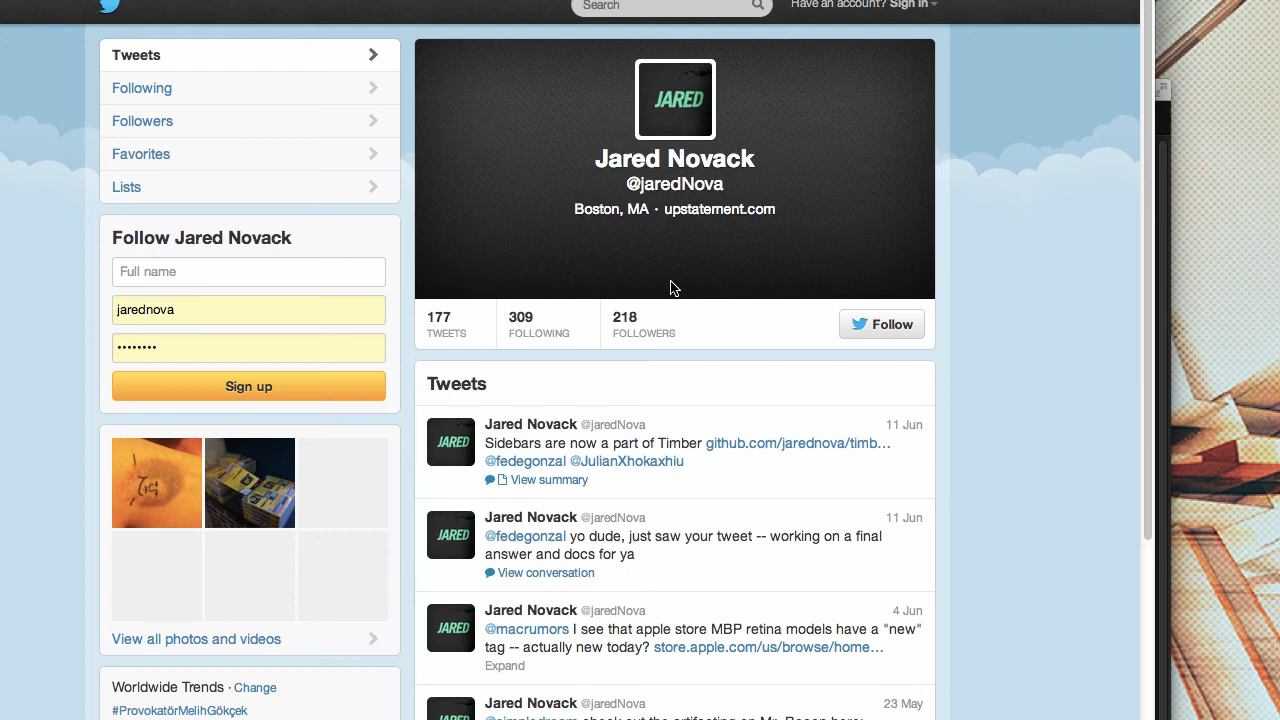 Search
Have an account? Sign in
Tweets
Following
Followers
Favorites
Lists
Follow Jared Novack
Full name
jarednova
••••••••
Sign up
View all photos and videos
Worldwide Trends · Change
#ProvokatörMelihGökçek
JARED
Jared Novack
@jaredNova
Boston, MA · upstatement.com
177
TWEETS
309
FOLLOWING
218
FOLLOWERS
Follow
Tweets
JARED
Jared Novack @jaredNova 11 Jun
Sidebars are now a part of Timber github.com/jarednova/timb…
@fedegonzal @JulianXhokaxhiu
View summary
JARED
Jared Novack @jaredNova 11 Jun
@fedegonzal yo dude, just saw your tweet -- working on a final
answer and docs for ya
View conversation
JARED
Jared Novack @jaredNova 4 Jun
@macrumors I see that apple store MBP retina models have a "new"
tag -- actually new today? store.apple.com/us/browse/home…
Expand
JARED
Jared Novack @jaredNova 23 May